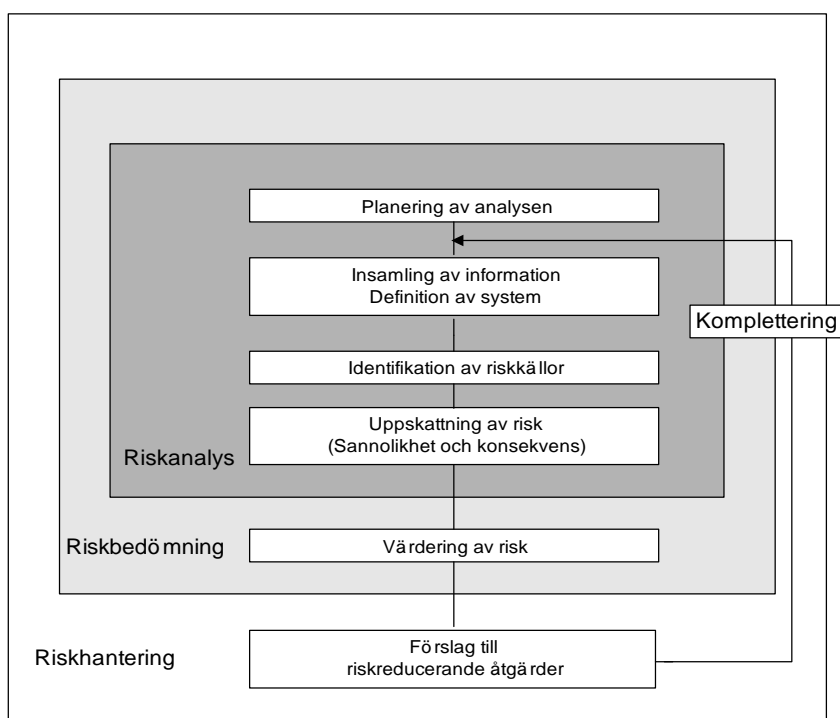 Planering av analysen
Insamling av information
Definition av system
Komplettering
Identifikation av riskkällor
Uppskattning av risk
(Sannolikhet och konsekvens)
Riskanalys
Riskbedömning
Värdering av risk
Riskhantering
Förslag till
riskreducerande åtgärder